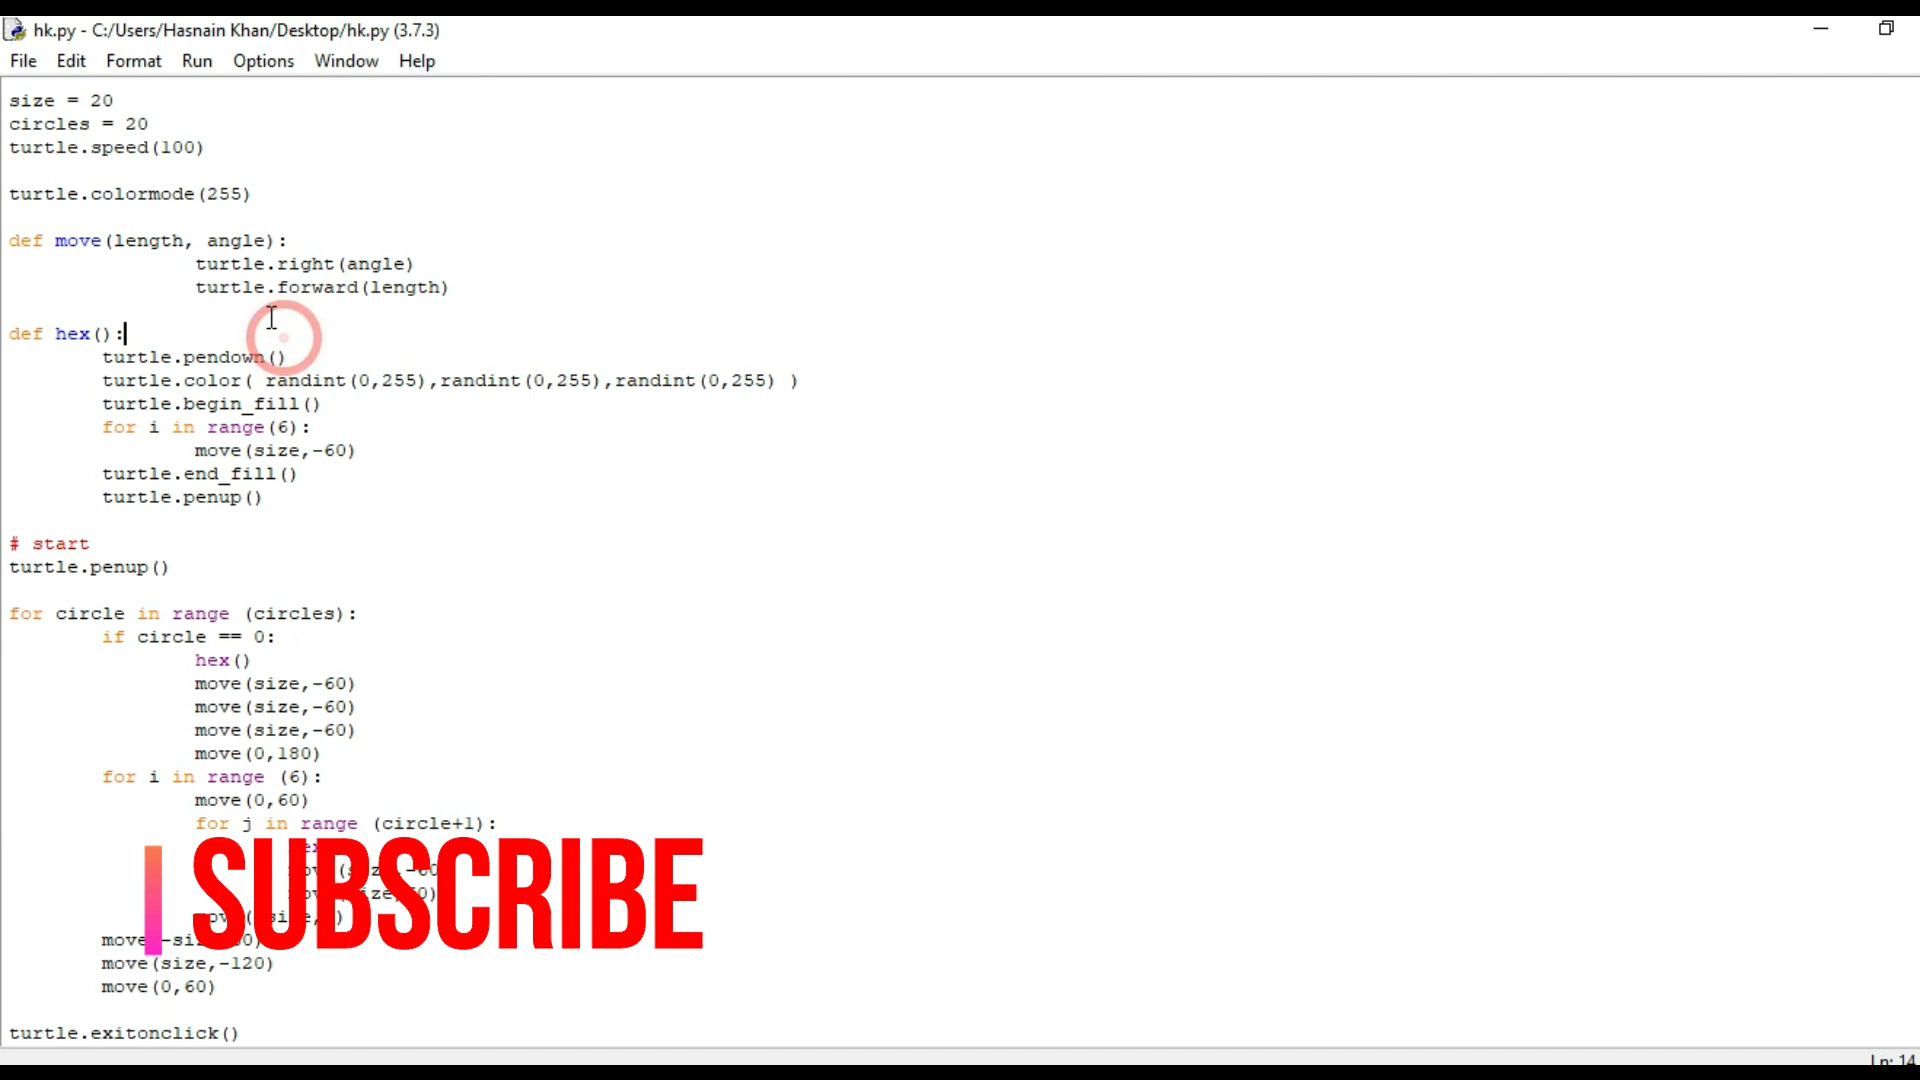 hk.py - C:/Users/Hasnain Khan/Desktop/hk.py (3.7.3)
File Edit Format Run Options Window Help
size = 20
circles = 20
turtle.speed(100)
turtle.colormode(255)
def move(length, angle):
turtle.right(angle)
turtle.forward(length)
def hex():
turtle.pendown()
turtle.color( randint(0,255),randint(0,255),randint(0,255) )
turtle.begin_fill()
for i in range(6):
move(size,-60)
turtle.end_fill()
turtle.penup()
# start
turtle.penup()
for circle in range (circles):
if circle == 0:
hex()
move(size,-60)
move(size,-60)
move(size,-60)
move(0,180)
for i in range (6):
move(0,60)
for j in range (circle+1):
SUBSCRIBE
move(size,-120)
move(0,60)
turtle.exitonclick()
Ln: 14